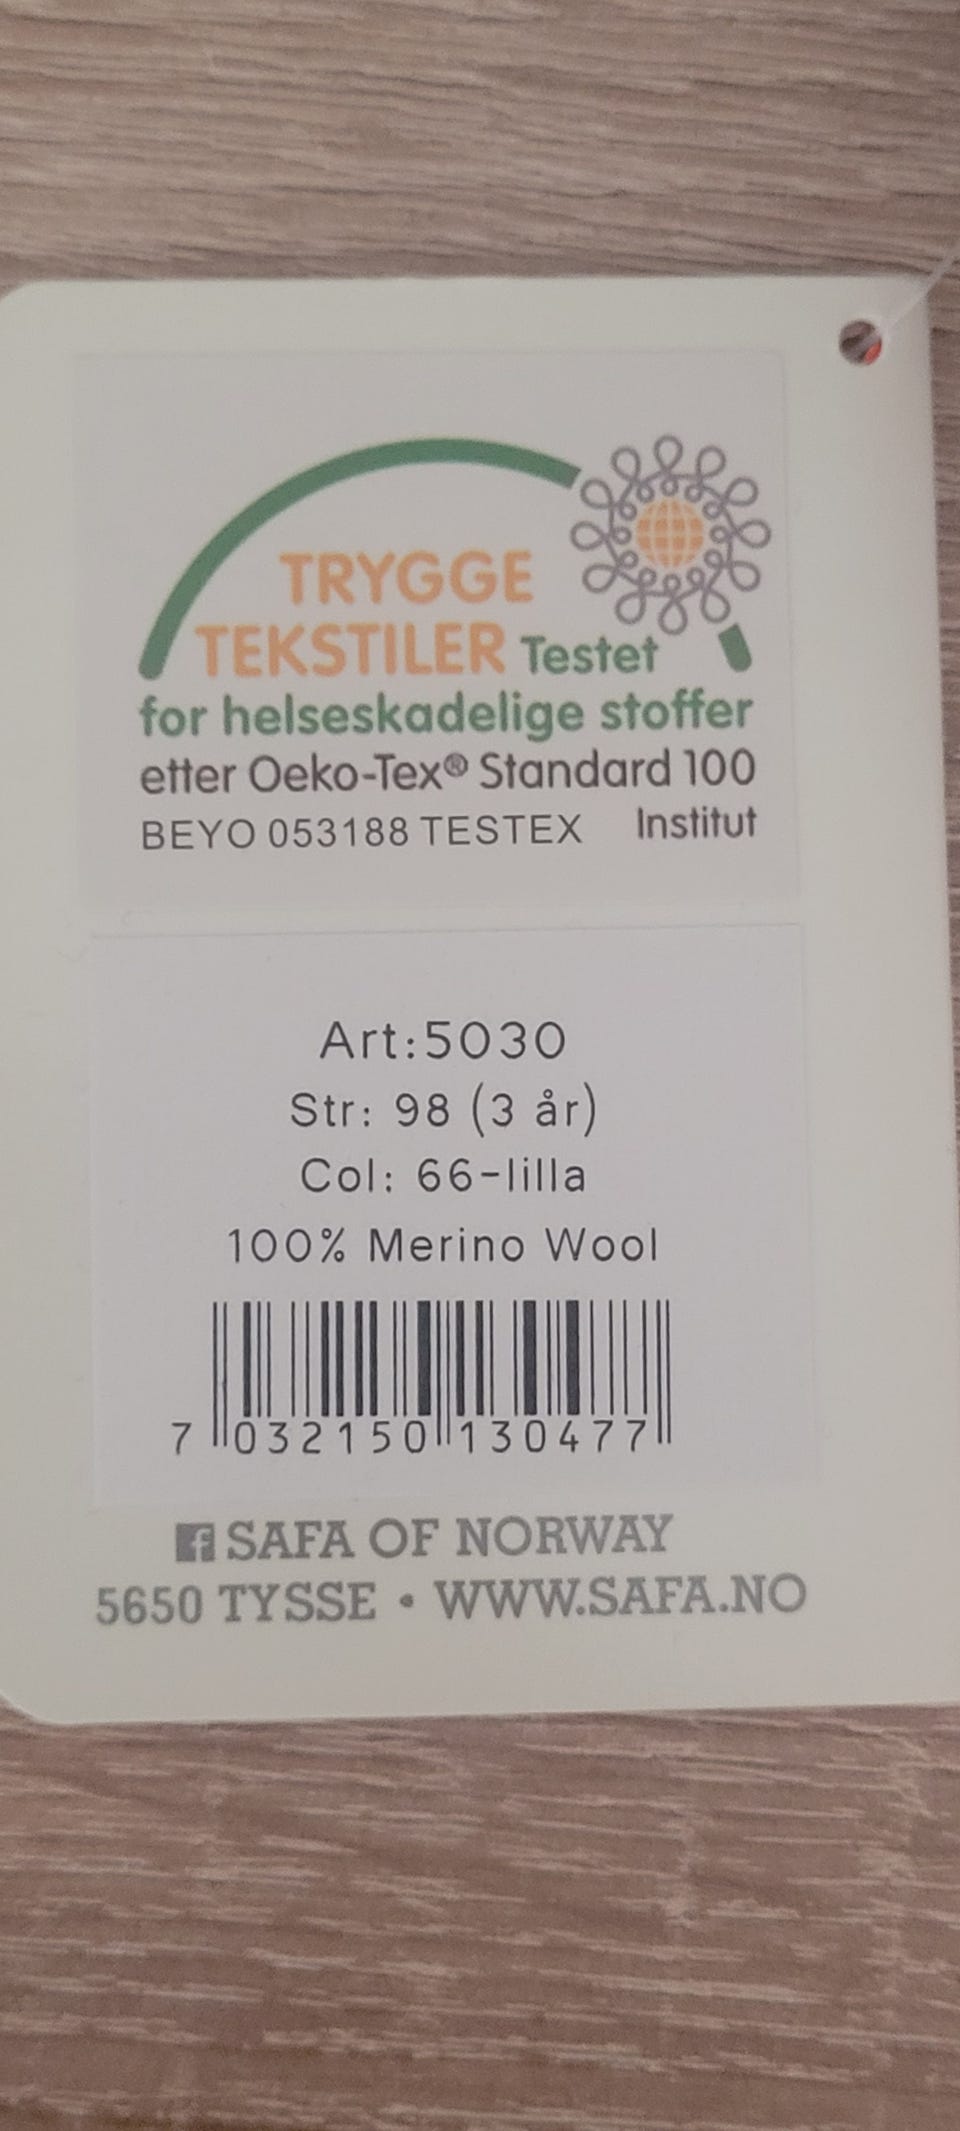 TRYGGE
TEKSTILER Testet
for helseskadelige stoffer
etter Oeko-Tex® Standard 100
BEYO 053188 TESTEX Institut
Art:5030
Str: 98 (3 år)
Col: 66-lilla
100% Merino Wool
7 032150 130477
f SAFA OF NORWAY
5650 TYSSE • WWW.SAFA.NO